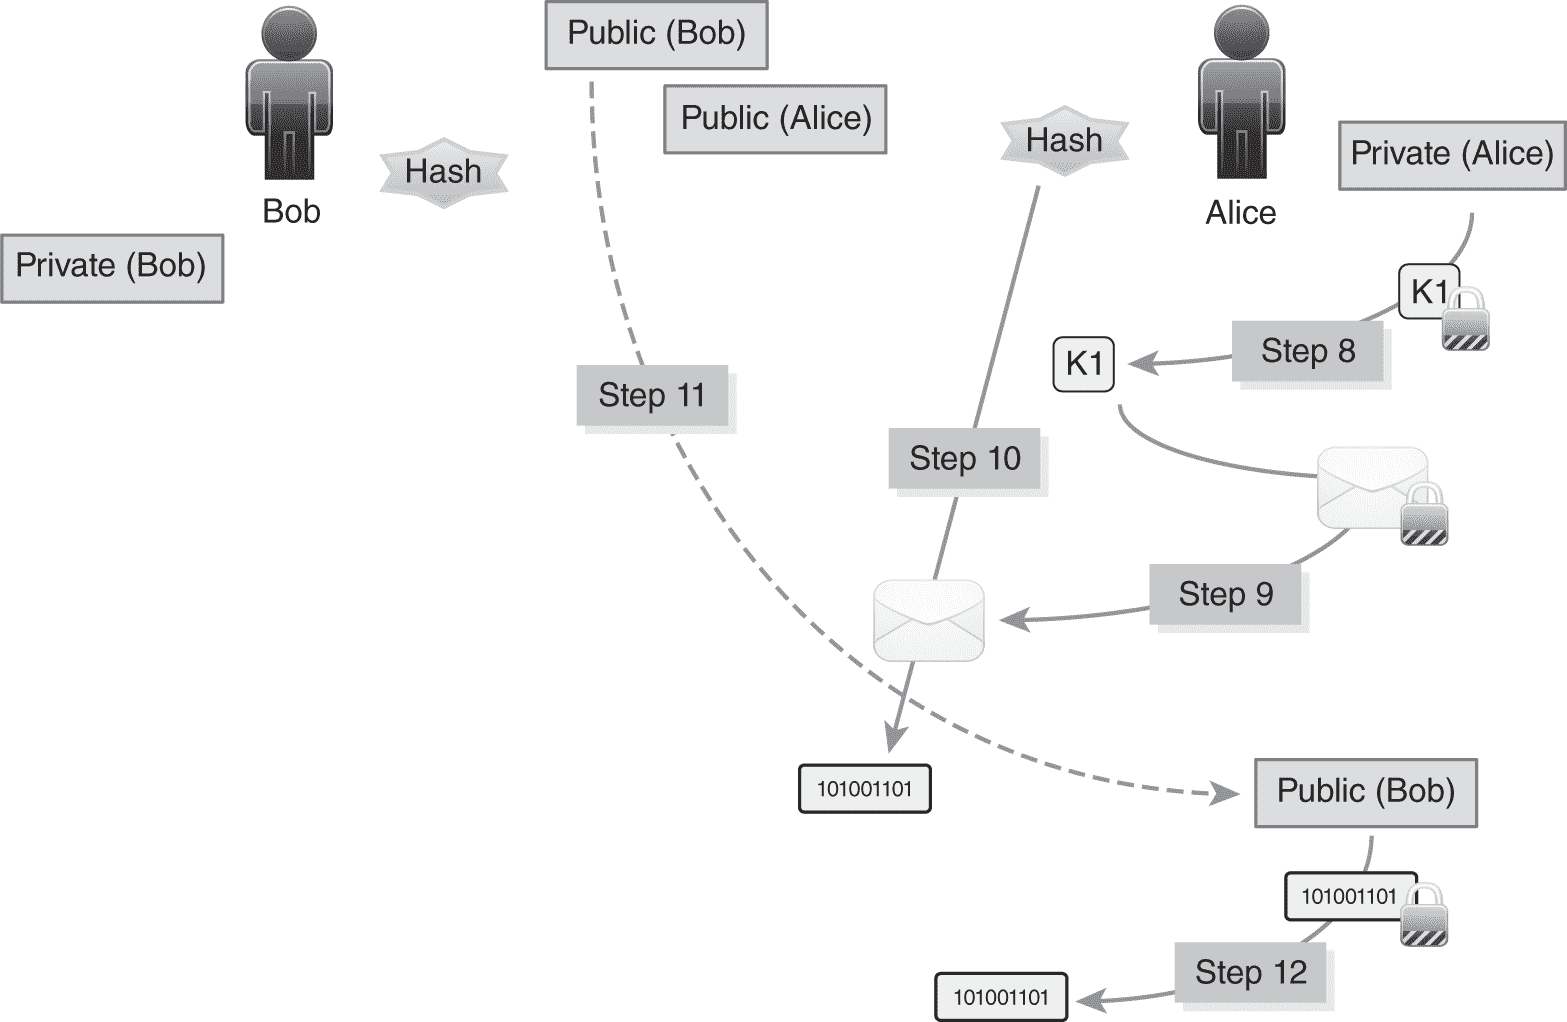 Public (Bob)
Public (Alice)
Hash
Private (Alice)
Hash
Bob
Alice
Private (Bob)
K1
Step 8
K1
Step 11
Step 10
Step 9
101001101
Public (Bob)
101001101
Step 12
101001101